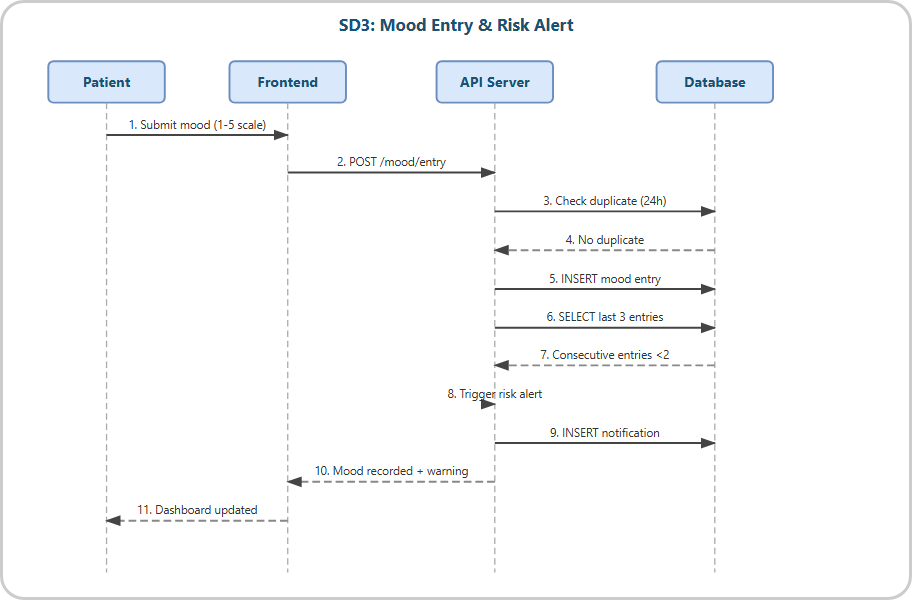 SD3: Mood Entry & Risk Alert
Patient
Frontend
API Server
Database
1. Submit mood (1-5 scale)
2. POST /mood/entry
3. Check duplicate (24h)
4. No duplicate
5. INSERT mood entry
6. SELECT last 3 entries
7. Consecutive entries <2
8. Trigger risk alert
9. INSERT notification
10. Mood recorded + warning
11. Dashboard updated